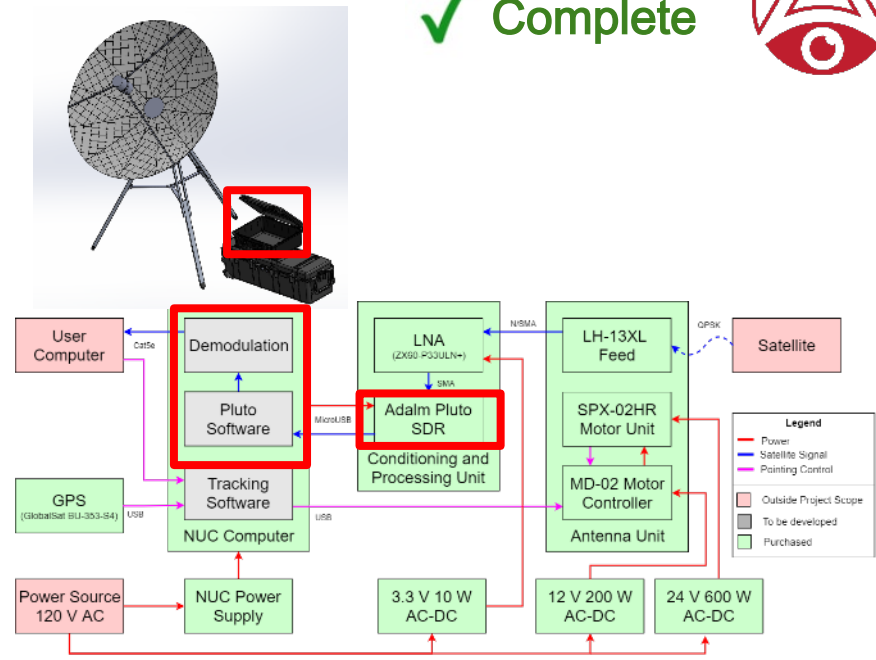 Complete
User
Computer
Cat5e
Demodulation
Pluto
Software
Tracking
Software
NUC Computer
GPS
(GlobalSat BU-353-S4)
USB
USB
MicroUSB
LNA
(ZX60-P33ULN+)
SMA
Adalm Pluto
SDR
Conditioning and
Processing Unit
N/SMA
LH-13XL
Feed
SPX-02HR
Motor Unit
MD-02 Motor
Controller
Antenna Unit
QPSK
Satellite
Legend
Power
Satellite Signal
Pointing Control
Outside Project Scope
To be developed
Purchased
Power Source
120 V AC
NUC Power
Supply
3.3 V 10 W
AC-DC
12 V 200 W
AC-DC
24 V 600 W
AC-DC